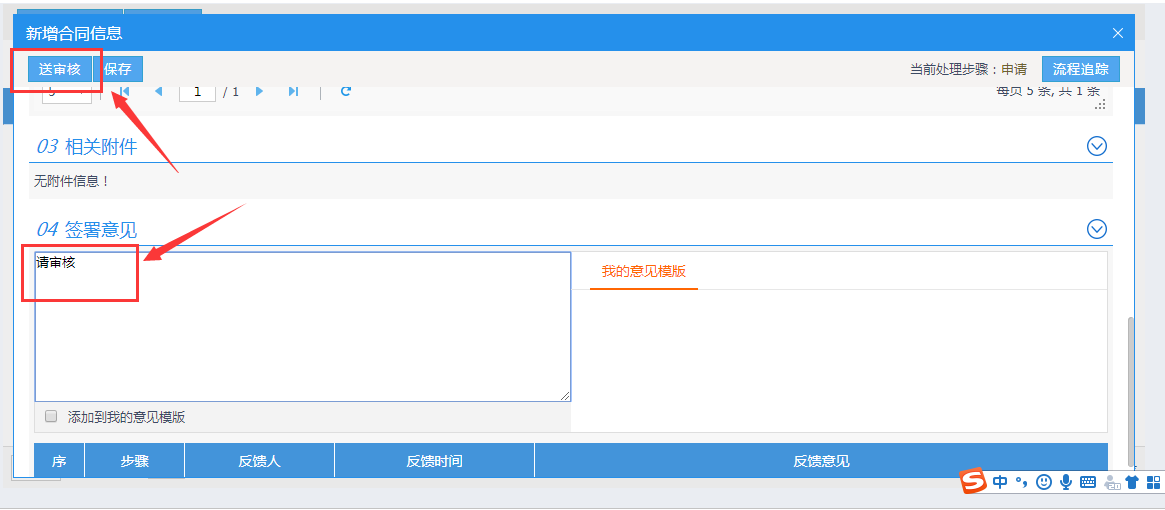 新增合同信息
送审核 保存 当前处理步骤：申请 流程追踪
5 1 / 1 每页 5 条, 共 1 条
03 相关附件
无附件信息！
04 签署意见
请审核
我的意见模版
添加到我的意见模版
序 步骤 反馈人 反馈时间 反馈意见
S 中